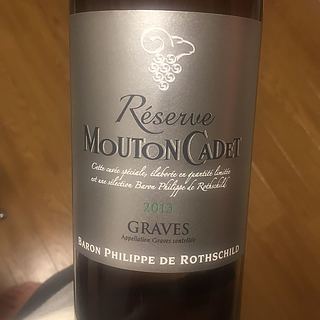 Réserve
MOUTON CADET
Cette cuvée spéciale, élaborée en quantité limitée
est une sélection Baron Philippe de Rothschild
2013
GRAVES
Appellation Graves contrôlée
BARON PHILIPPE DE ROTHSCHILD